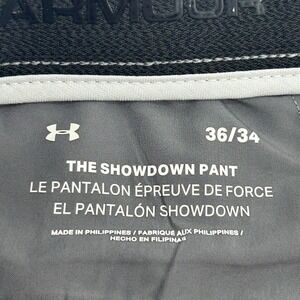 ARMOUR
36/34
THE SHOWDOWN PANT
LE PANTALON ÉPREUVE DE FORCE
EL PANTALÓN SHOWDOWN
MADE IN PHILIPPINES / FABRIQUÉ AUX PHILIPPINES /
HECHO EN FILIPINAS